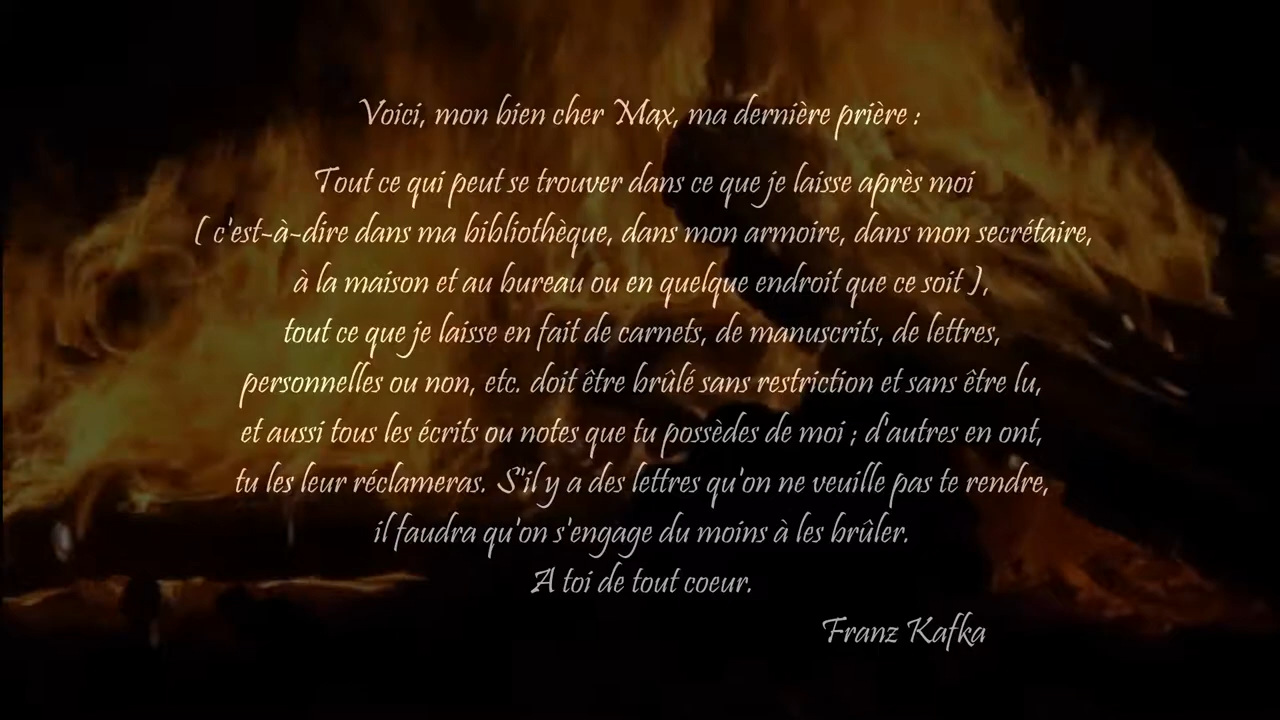 Voici, mon bien cher Max, ma dernière prière :
Tout ce qui peut se trouver dans ce que je laisse après moi
( c'est-à-dire dans ma bibliothèque, dans mon armoire, dans mon secrétaire,
à la maison et au bureau ou en quelque endroit que ce soit ),
tout ce que je laisse en fait de carnets, de manuscrits, de lettres,
personnelles ou non, etc. doit être brûlé sans restriction et sans être lu,
et aussi tous les écrits ou notes que tu possèdes de moi ; d'autres en ont,
tu les leur réclameras. S'il y a des lettres qu'on ne veuille pas te rendre,
il faudra qu'on s'engage du moins à les brûler.
A toi de tout coeur.
Franz Kafka